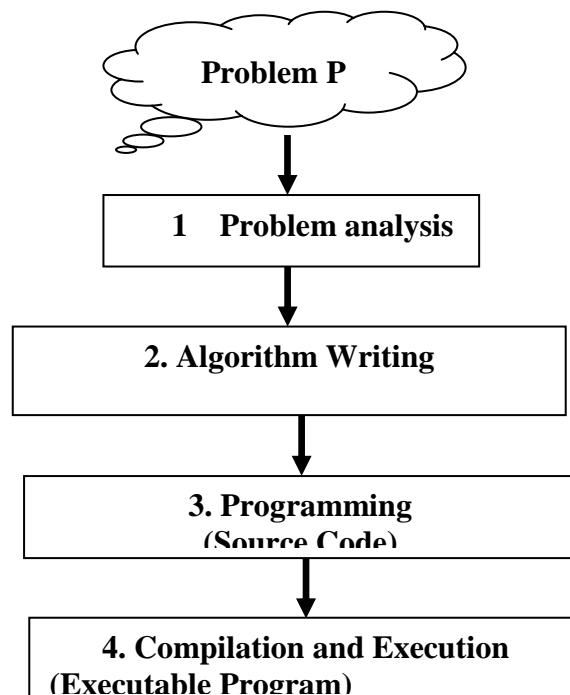 Problem P
1 Problem analysis
2. Algorithm Writing
3. Programming
(Source Code)
4. Compilation and Execution
(Executable Program)